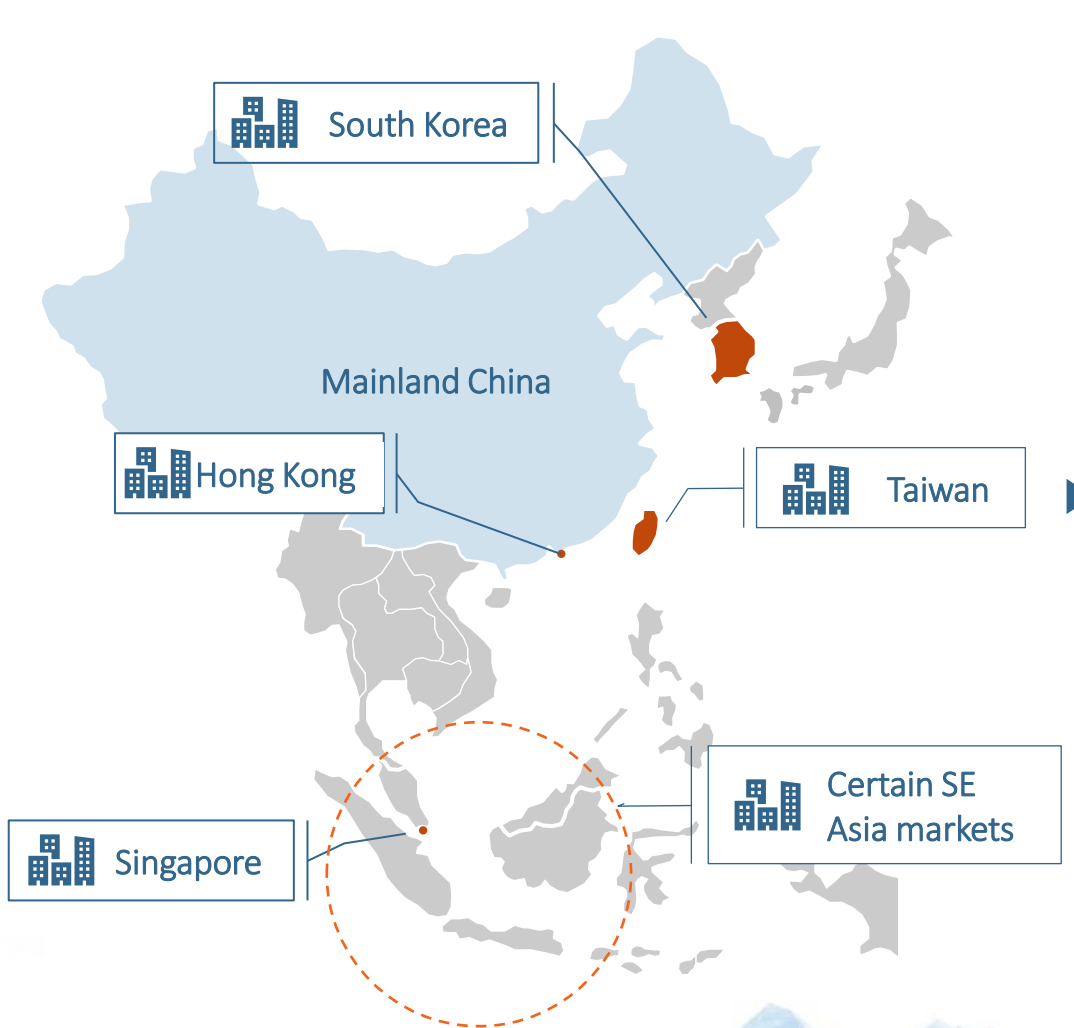 South Korea
Mainland China
Hong Kong
Taiwan
Certain SE
Asia markets
Singapore